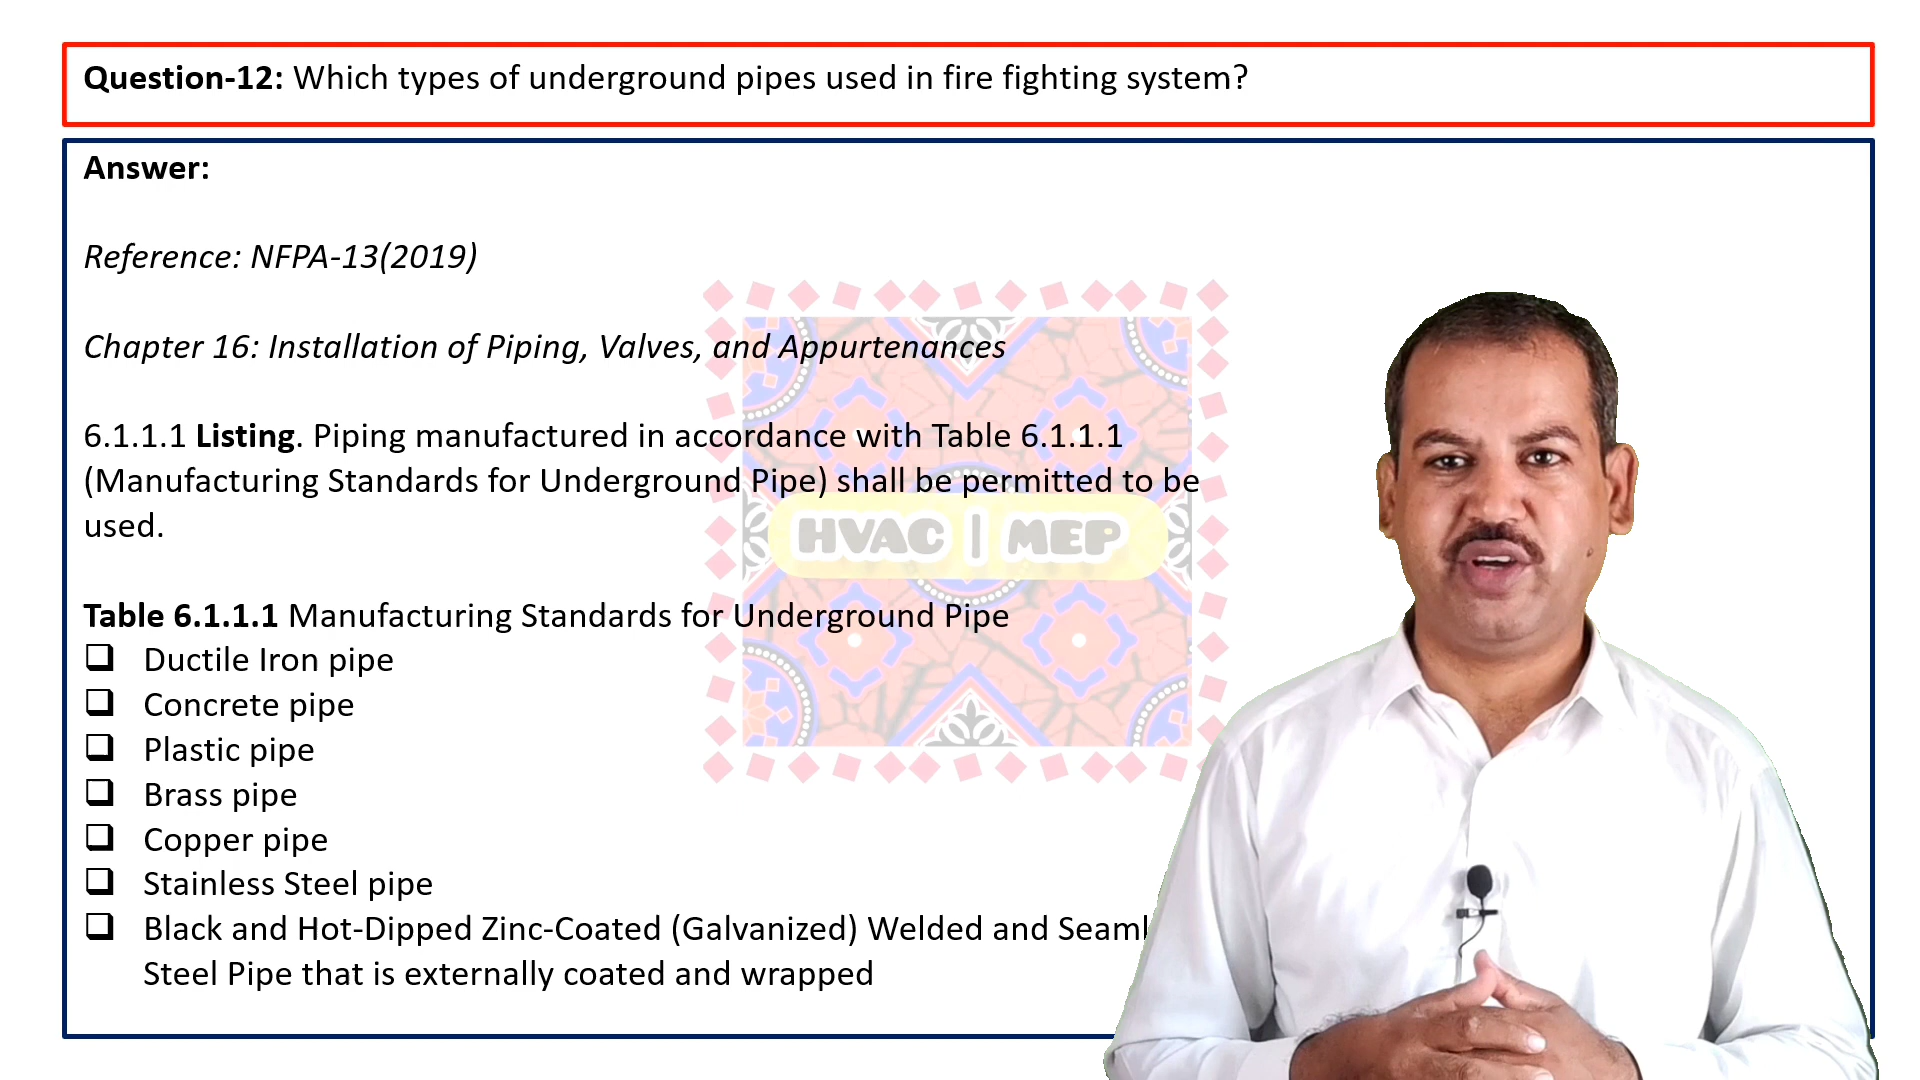 Question-12: Which types of underground pipes used in fire fighting system?
Answer:
Reference: NFPA-13(2019)
Chapter 16: Installation of Piping, Valves, and Appurtenances
6.1.1.1 Listing. Piping manufactured in accordance with Table 6.1.1.1
(Manufacturing Standards for Underground Pipe) shall be permitted to be
used.
HVAC | MEP
Table 6.1.1.1 Manufacturing Standards for Underground Pipe
Ductile Iron pipe
Concrete pipe
Plastic pipe
Brass pipe
Copper pipe
Stainless Steel pipe
Black and Hot-Dipped Zinc-Coated (Galvanized) Welded and
Steel Pipe that is externally coated and wrapped